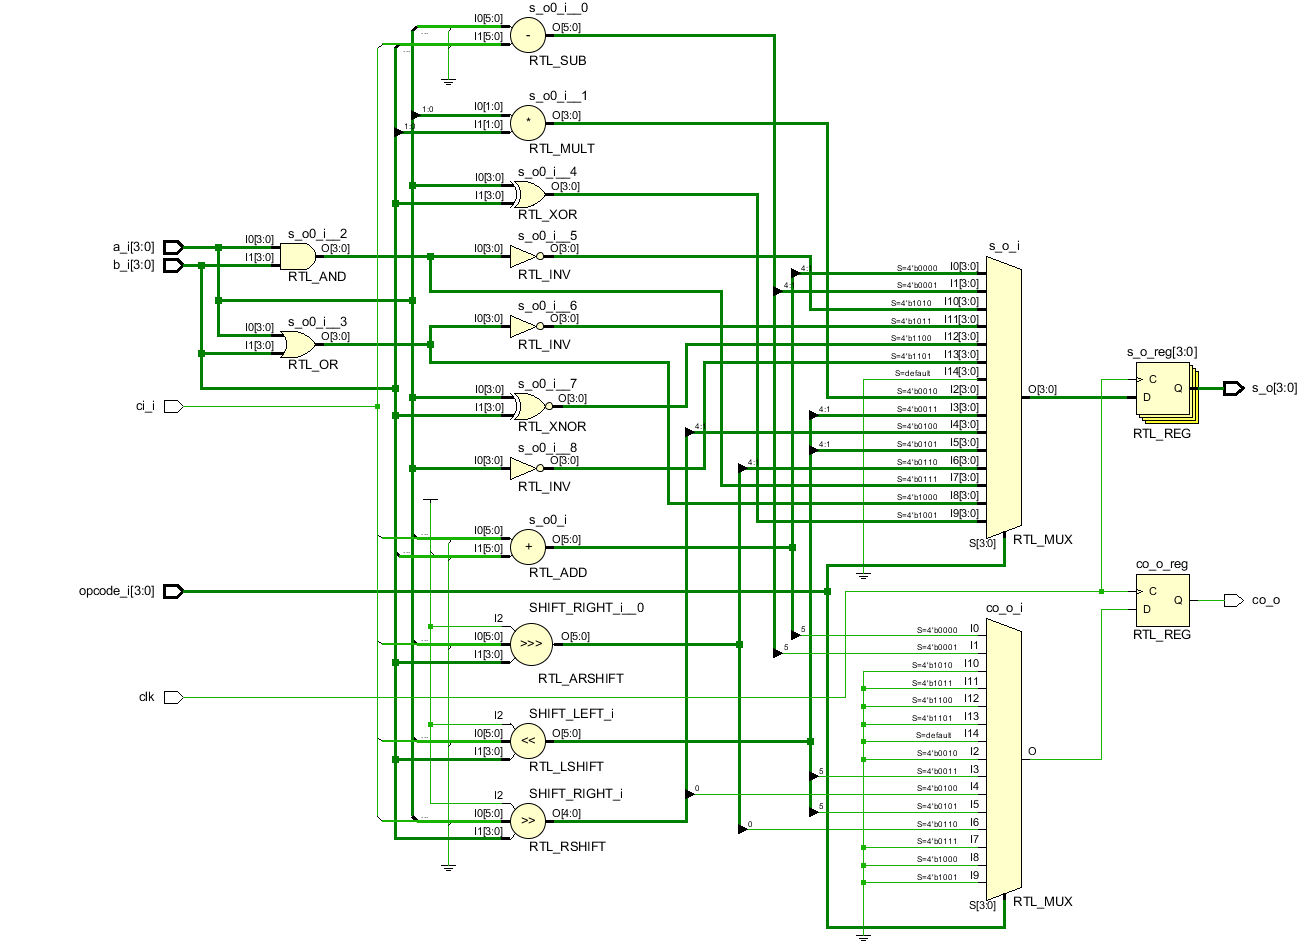 s_o0_i__0
I0[5:0]
O[5:0]
I1[5:0]
...
...
-
RTL_SUB
s_o0_i__1
1:0
I0[1:0]
O[3:0]
1:0
I1[1:0]
*
RTL_MULT
s_o0_i__4
I0[3:0]
O[3:0]
I1[3:0]
RTL_XOR
s_o0_i__2
a_i[3:0]
I0[3:0]
O[3:0]
b_i[3:0]
I1[3:0]
RTL_AND
s_o0_i__5
I0[3:0]
O[3:0]
RTL_INV
s_o0_i__6
I0[3:0]
O[3:0]
RTL_INV
s_o0_i__3
I0[3:0]
O[3:0]
I1[3:0]
RTL_OR
s_o0_i__7
I0[3:0]
O[3:0]
I1[3:0]
RTL_XNOR
ci_i
s_o0_i__8
I0[3:0]
O[3:0]
RTL_INV
s_o0_i
...
I0[5:0]
O[5:0]
...
I1[5:0]
+
RTL_ADD
opcode_i[3:0]
SHIFT_RIGHT_i__0
I2
...
I0[5:0]
O[5:0]
I1[3:0]
>>>
RTL_ARSHIFT
clk
SHIFT_LEFT_i
I2
...
I0[5:0]
O[5:0]
I1[3:0]
<<
RTL_LSHIFT
SHIFT_RIGHT_i
I2
...
I0[5:0]
O[4:0]
I1[3:0]
>>
RTL_RSHIFT
s_o_i
4:1
S=4'b0000
I0[3:0]
4:1
S=4'b0001
I1[3:0]
S=4'b1010
I10[3:0]
S=4'b1011
I11[3:0]
S=4'b1100
I12[3:0]
S=4'b1101
I13[3:0]
S=default
I14[3:0]
S=4'b0010
I2[3:0]
O[3:0]
4:1
S=4'b0011
I3[3:0]
4:1
S=4'b0100
I4[3:0]
4:1
S=4'b0101
I5[3:0]
4:1
S=4'b0110
I6[3:0]
S=4'b0111
I7[3:0]
S=4'b1000
I8[3:0]
S=4'b1001
I9[3:0]
S[3:0]
RTL_MUX
s_o_reg[3:0]
C
Q
D
RTL_REG
s_o[3:0]
co_o_reg
C
Q
D
RTL_REG
co_o
co_o_i
5
S=4'b0000
I0
5
S=4'b0001
I1
S=4'b1010
I10
S=4'b1011
I11
S=4'b1100
I12
S=4'b1101
I13
S=default
I14
S=4'b0010
I2
O
5
S=4'b0011
I3
0
S=4'b0100
I4
5
S=4'b0101
I5
0
S=4'b0110
I6
S=4'b0111
I7
S=4'b1000
I8
S=4'b1001
I9
S[3:0]
RTL_MUX